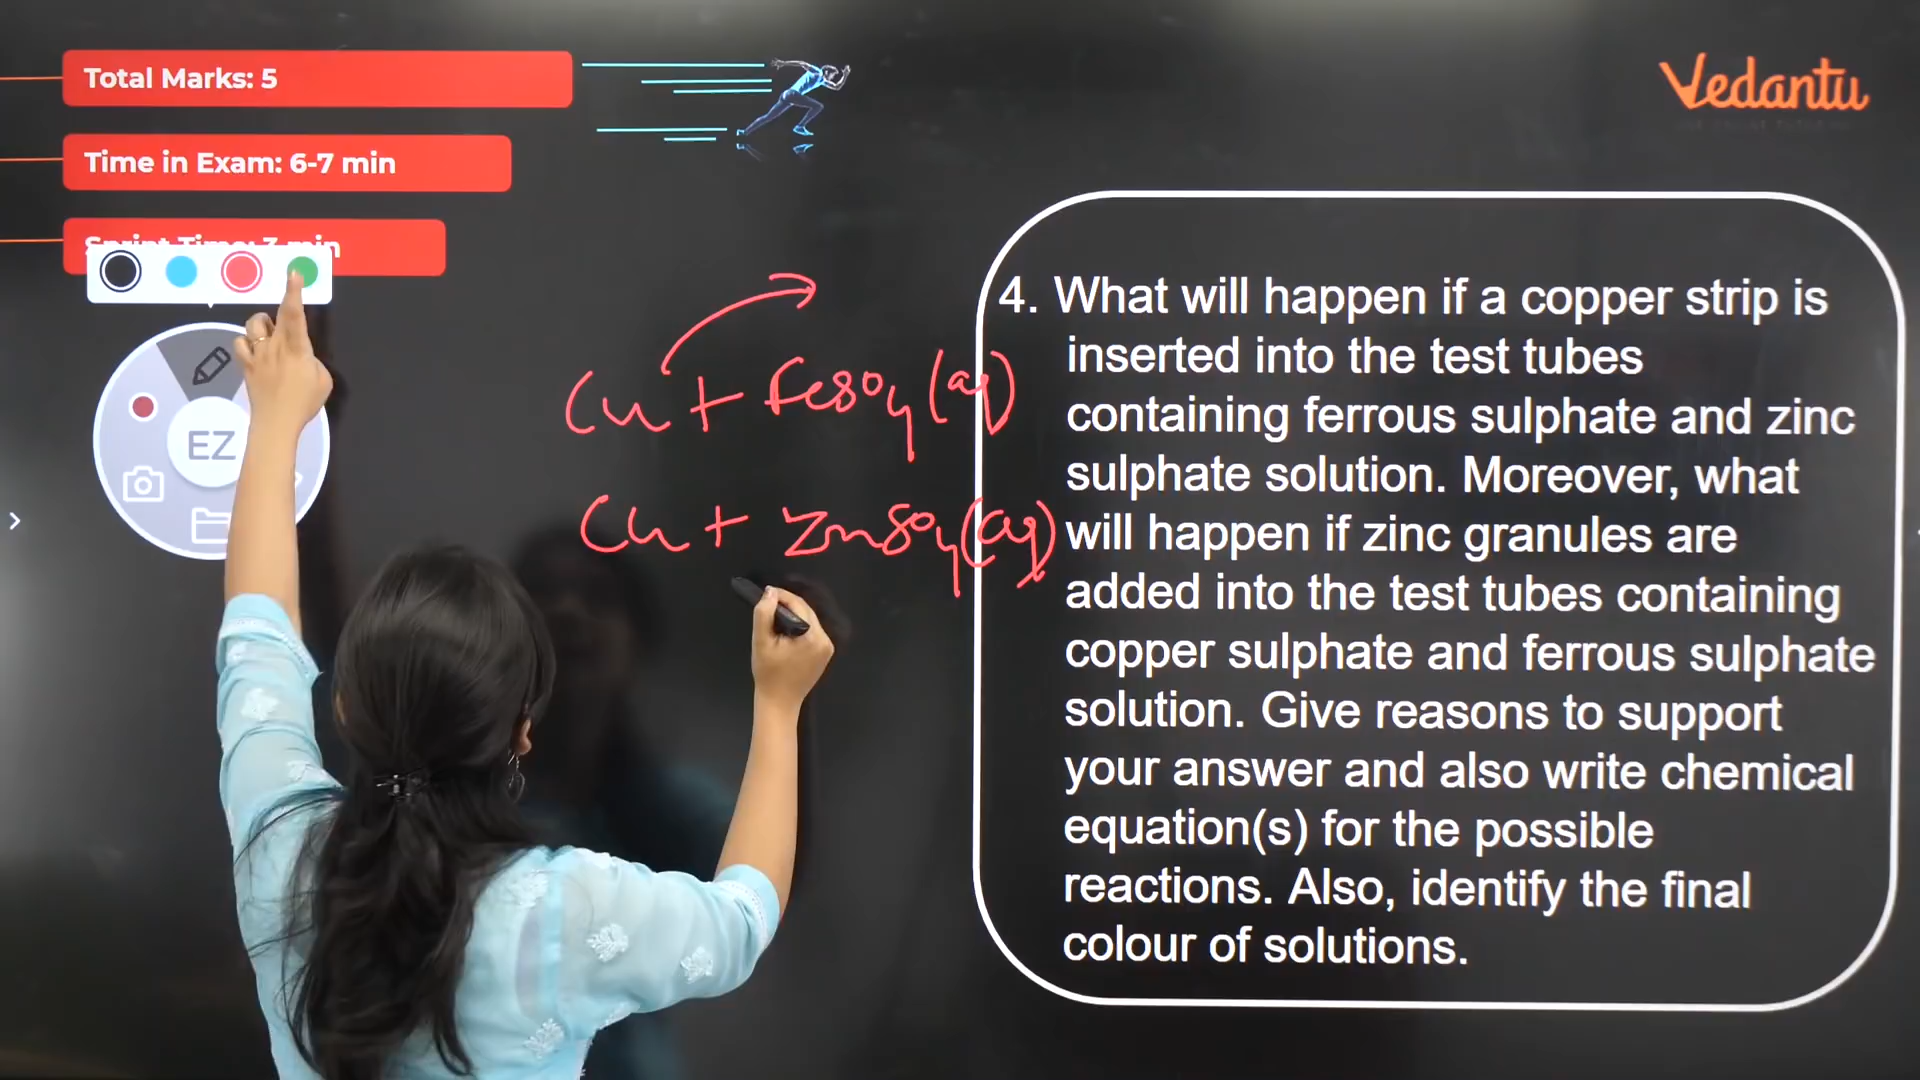 Total Marks: 5
Time in Exam: 6-7 min
Sprint Time: 3 min
Vedantu
EZ
Cu + FeSO4 (aq)
Cu + ZnSO4 (aq)
4. What will happen if a copper strip is
inserted into the test tubes
containing ferrous sulphate and zinc
sulphate solution. Moreover, what
will happen if zinc granules are
added into the test tubes containing
copper sulphate and ferrous sulphate
solution. Give reasons to support
your answer and also write chemical
equation(s) for the possible
reactions. Also, identify the final
colour of solutions.